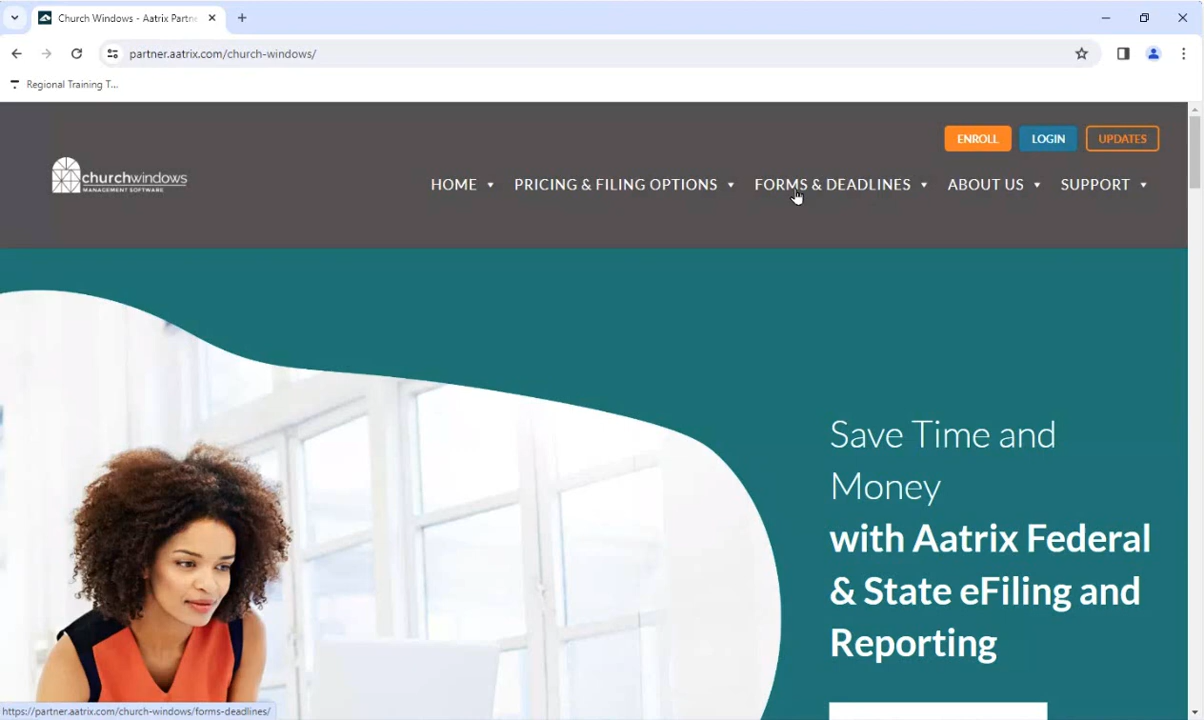 Church Windows - Aatrix Partne
partner.aatrix.com/church-windows/
Regional Training T...
ENROLL LOGIN UPDATES
churchwindows
MANAGEMENT SOFTWARE
HOME PRICING & FILING OPTIONS FORMS & DEADLINES ABOUT US SUPPORT
Save Time and
Money
with Aatrix Federal
& State eFiling and
Reporting
https://partner.aatrix.com/church-windows/forms-deadlines/